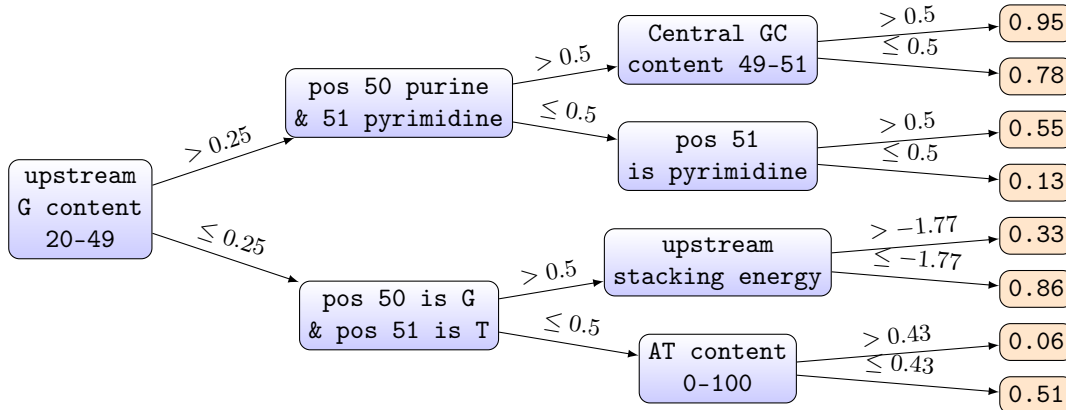 upstream
G content
20-49
> 0.25
≤ 0.25
pos 50 purine
& 51 pyrimidine
> 0.5
≤ 0.5
pos 50 is G
& pos 51 is T
> 0.5
≤ 0.5
Central GC
content 49-51
> 0.5
≤ 0.5
pos 51
is pyrimidine
> 0.5
≤ 0.5
upstream
stacking energy
> −1.77
≤ −1.77
AT content
0-100
> 0.43
≤ 0.43
0.95
0.78
0.55
0.13
0.33
0.86
0.06
0.51